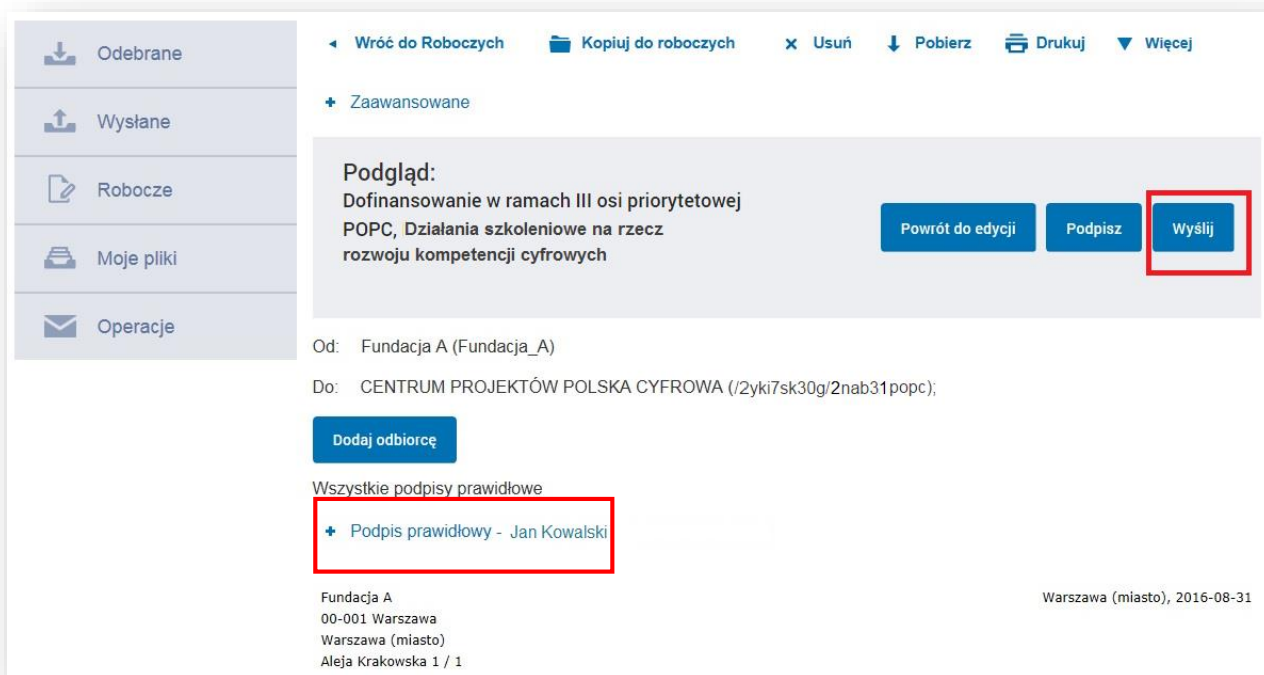 Odebrane
Wysłane
Robocze
Moje pliki
Operacje
Wróć do Roboczych Kopiuj do roboczych Usuń Pobierz Drukuj Więcej
Zaawansowane
Podgląd:
Dofinansowanie w ramach III osi priorytetowej
POPC, Działania szkoleniowe na rzecz
rozwoju kompetencji cyfrowych
Powrót do edycji Podpisz Wyślij
Od: Fundacja A (Fundacja_A)
Do: CENTRUM PROJEKTÓW POLSKA CYFROWA (/2yki7sk30g/2nab31popc);
Dodaj odbiorcę
Wszystkie podpisy prawidłowe
Podpis prawidłowy - Jan Kowalski
Fundacja A Warszawa (miasto), 2016-08-31
00-001 Warszawa
Warszawa (miasto)
Aleja Krakowska 1 / 1